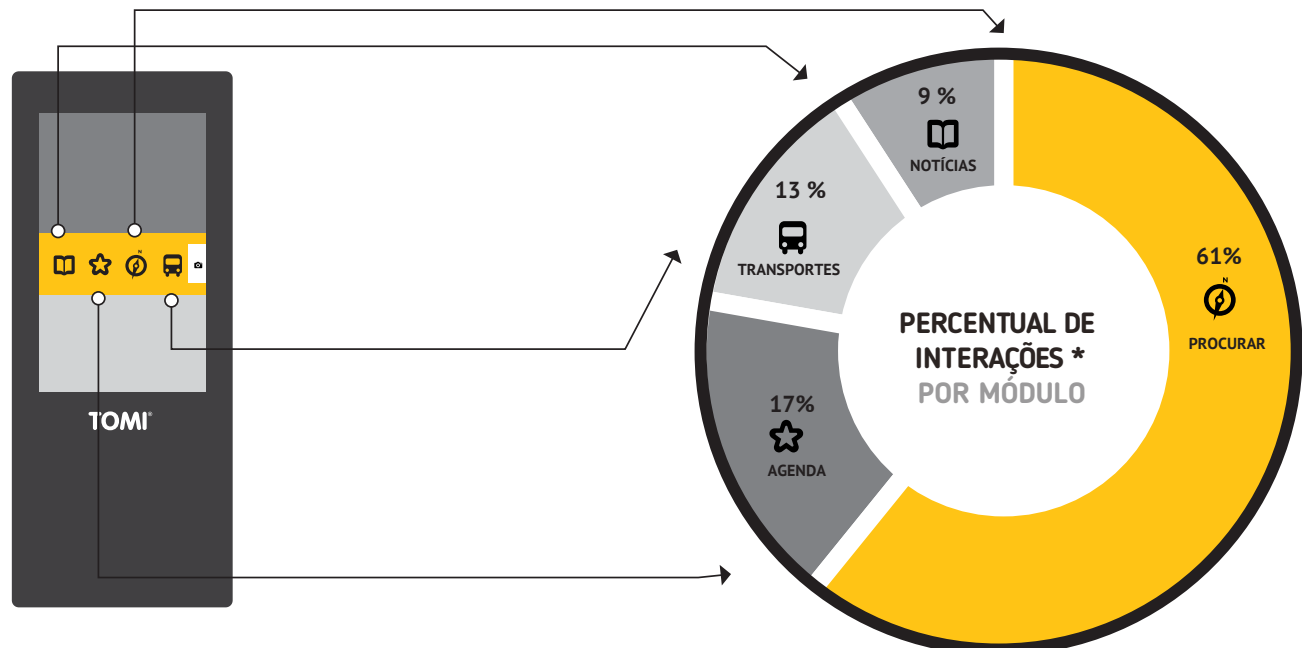 TOMI®
9 %
NOTÍCIAS
13 %
TRANSPORTES
17%
AGENDA
N
61%
N
PROCURAR
PERCENTUAL DE
INTERAÇÕES *
POR MÓDULO